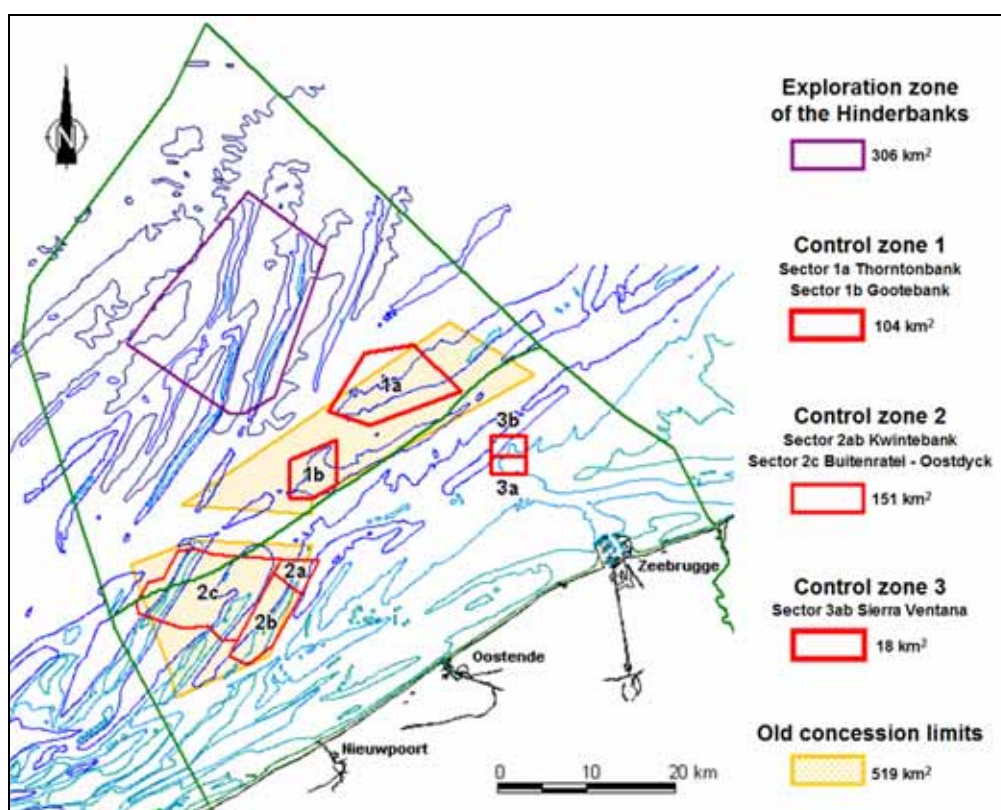 N
1a
1b
3b
3a
2a
2c
2b
Zeebrugge
Oostende
Nieuwpoort
0 10 20 km
Exploration zone
of the Hinderbanks
306 km²
Control zone 1
Sector 1a Thorntonbank
Sector 1b Gootebank
104 km²
Control zone 2
Sector 2ab Kwintebank
Sector 2c Buitenratel - Oostdyck
151 km²
Control zone 3
Sector 3ab Sierra Ventana
18 km²
Old concession limits
519 km²